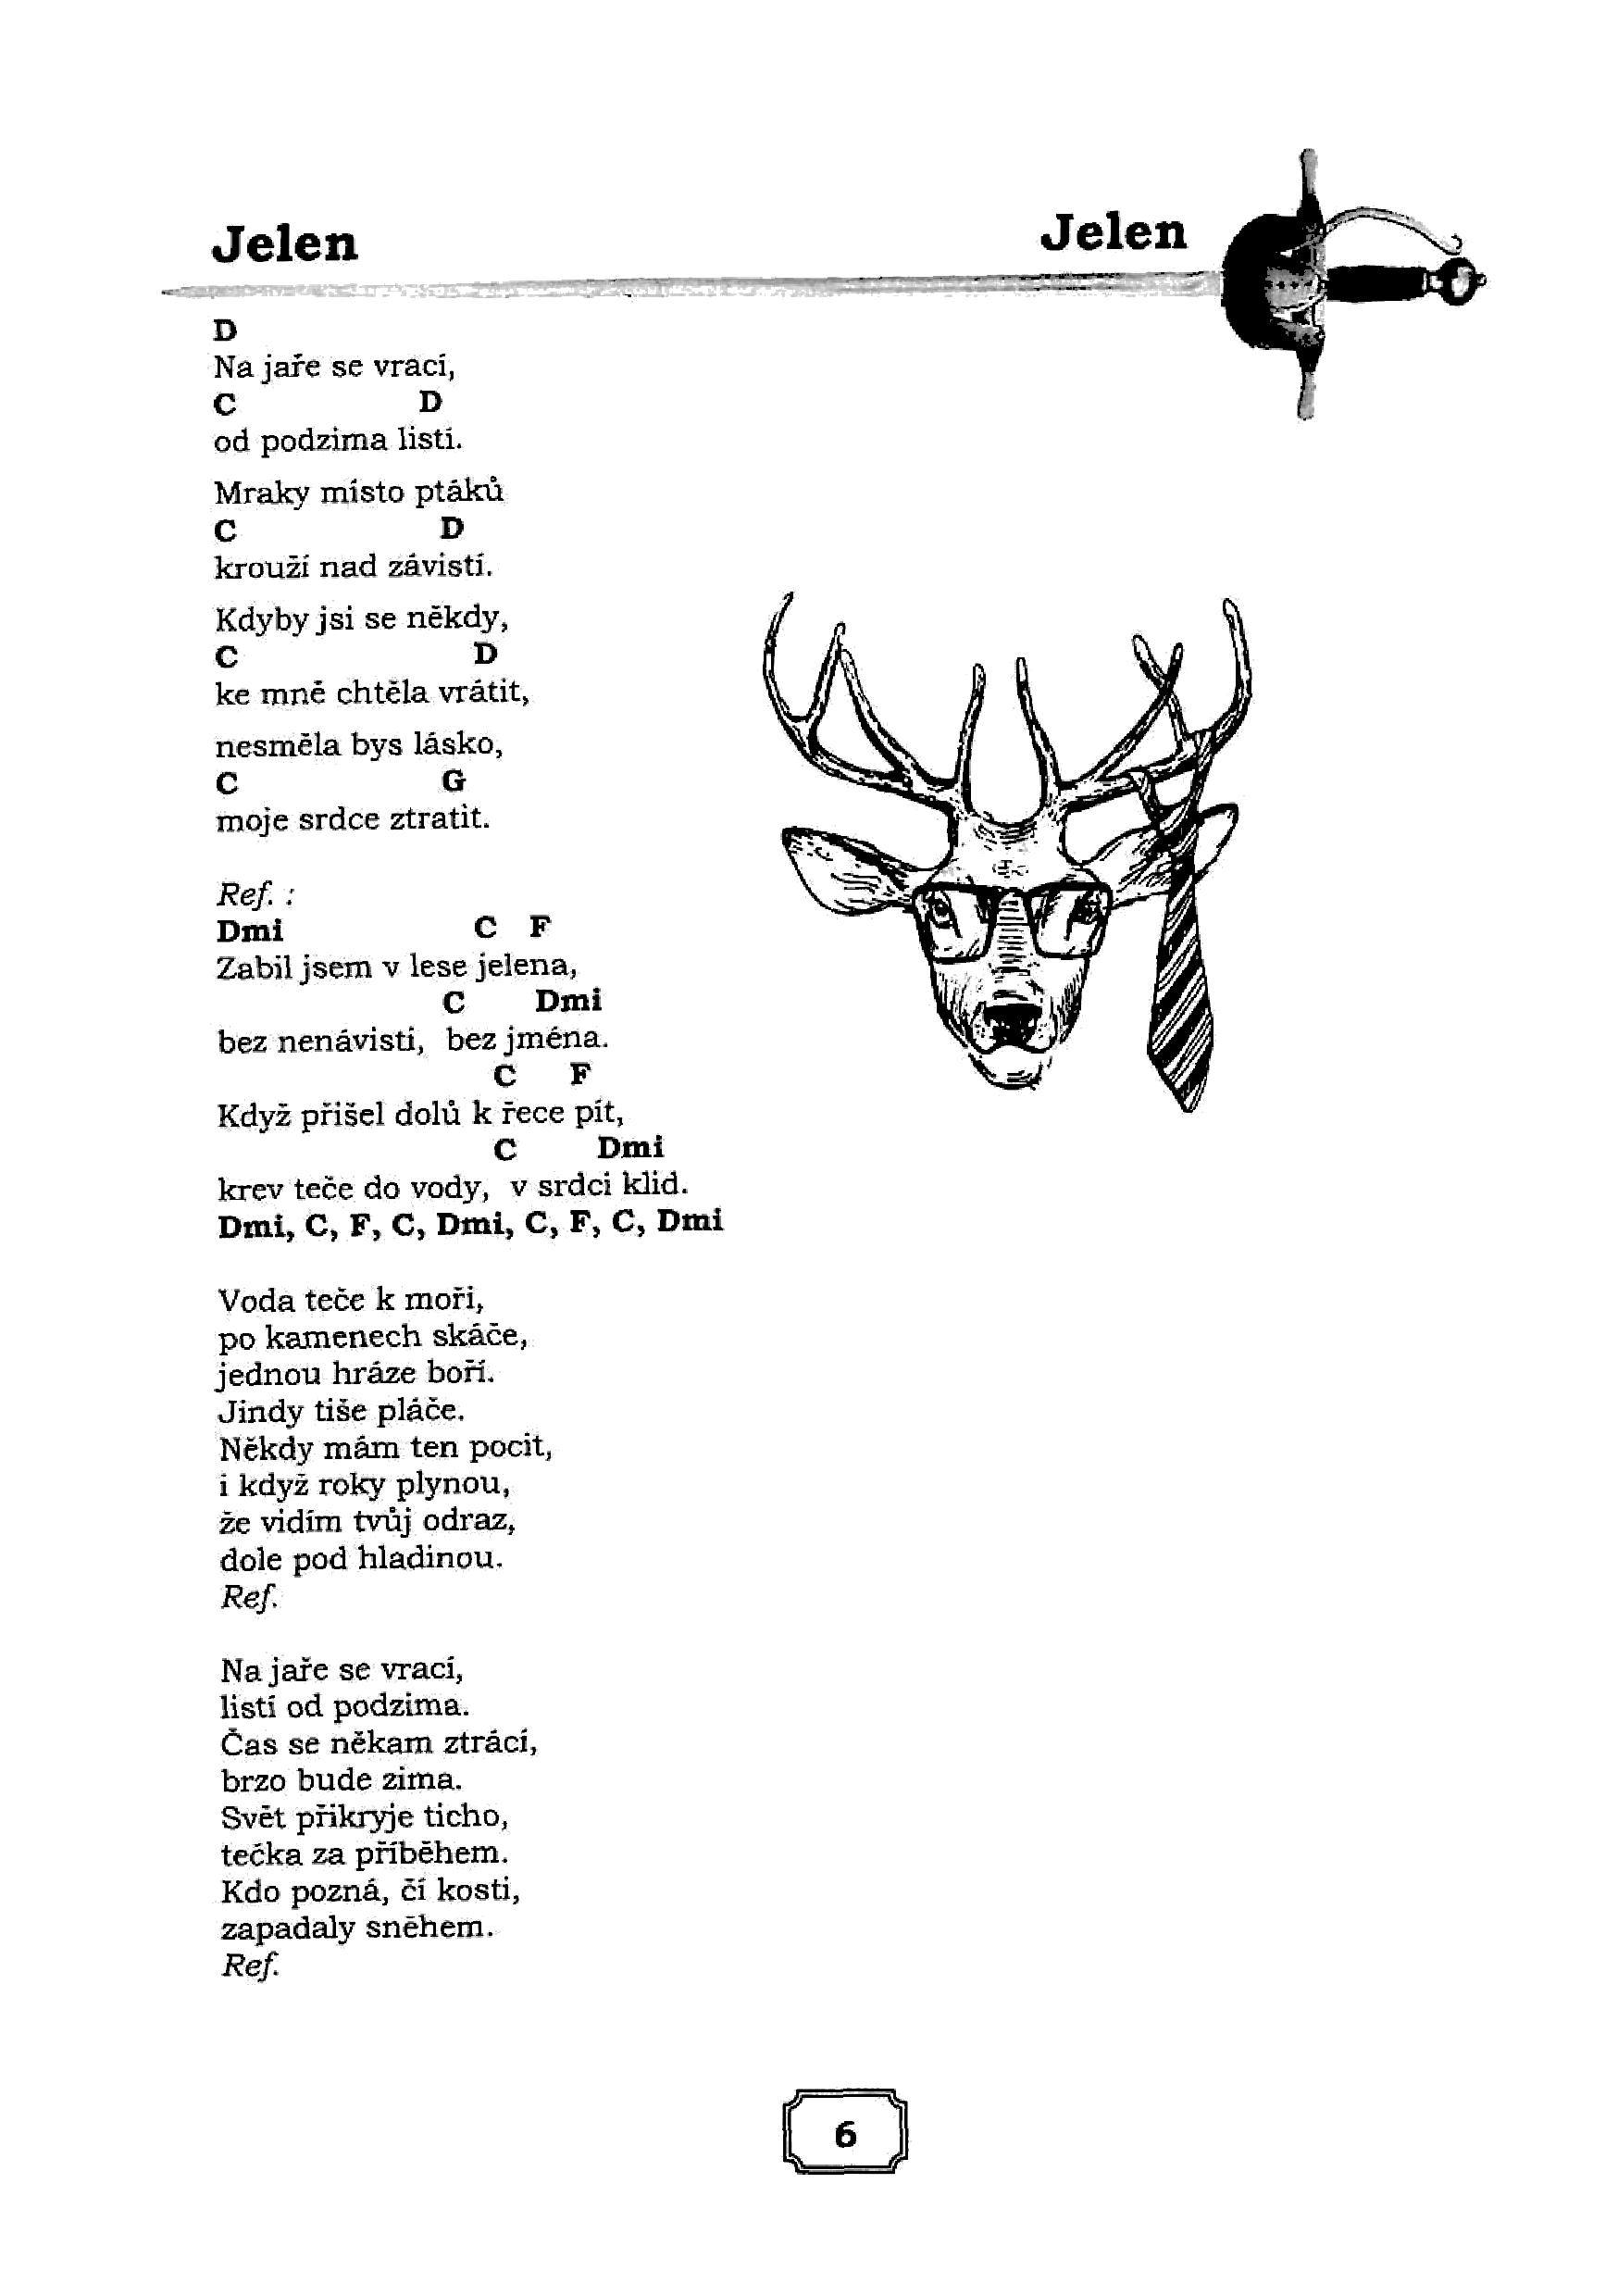 Jelen
Jelen
D
Na jaře se vrací,
C D
od podzima listí.
Mraky místo ptáků
C D
krouží nad závistí.
Kdyby jsi se někdy,
C D
ke mně chtěla vrátit,
nesměla bys lásko,
C G
moje srdce ztratit.
Ref. :
Dmi C F
Zabil jsem v lese jelena,
C Dmi
bez nenávisti, bez jména.
C F
Když přišel dolů k řece pít,
C Dmi
krev teče do vody, v srdci klid.
Dmi, C, F, C, Dmi, C, F, C, Dmi
Voda teče k moři,
po kamenech skáče,
jednou hráze boří.
Jindy tiše pláče.
Někdy mám ten pocit,
i když roky plynou,
že vidím tvůj odraz,
dole pod hladinou.
Ref.
Na jaře se vrací,
listí od podzima.
Čas se někam ztrácí,
brzo bude zima.
Svět přikryje ticho,
tečka za příběhem.
Kdo pozná, čí kosti,
zapadaly sněhem.
Ref.
6